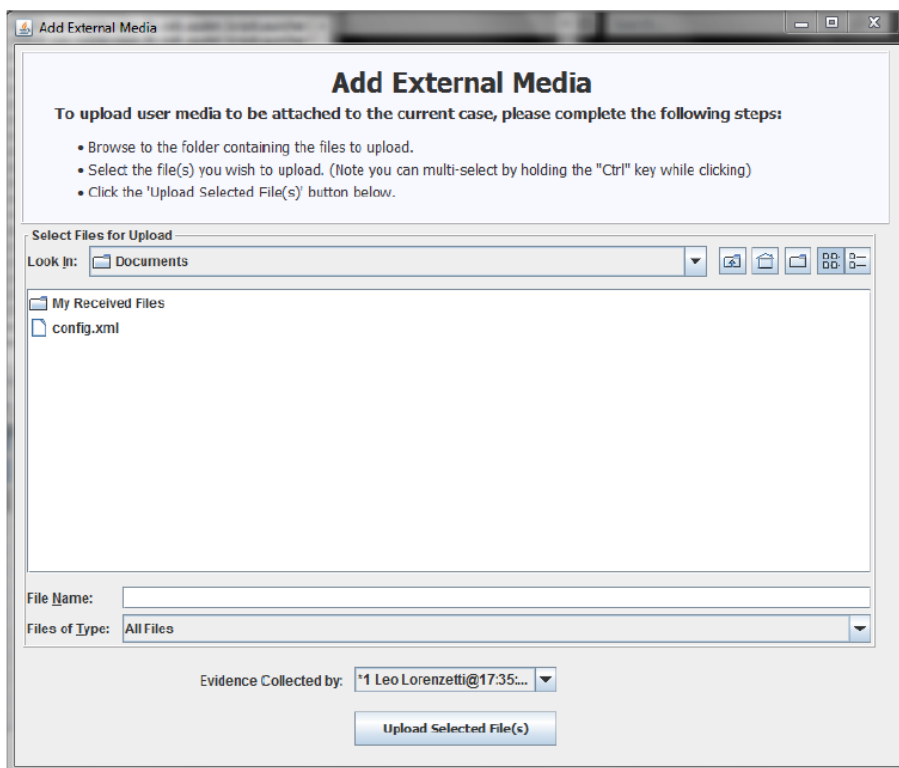 Add External Media
Add External Media
To upload user media to be attached to the current case, please complete the following steps:
• Browse to the folder containing the files to upload.
• Select the file(s) you wish to upload. (Note you can multi-select by holding the "Ctrl" key while clicking)
• Click the 'Upload Selected File(s)' button below.
Select Files for Upload
Look In: Documents
My Received Files
config.xml
File Name:
Files of Type: All Files
Evidence Collected by: *1 Leo Lorenzetti@17:35:...
Upload Selected File(s)